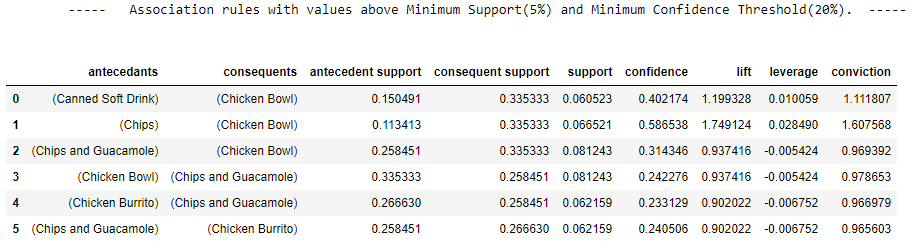 ----- Association rules with values above Minimum Support(5%) and Minimum Confidence Threshold(20%). -----
antecedants consequents antecedent support consequent support support confidence lift leverage conviction
0 (Canned Soft Drink) (Chicken Bowl) 0.150491 0.335333 0.060523 0.402174 1.199328 0.010059 1.111807
1 (Chips) (Chicken Bowl) 0.113413 0.335333 0.066521 0.586538 1.749124 0.028490 1.607568
2 (Chips and Guacamole) (Chicken Bowl) 0.258451 0.335333 0.081243 0.314346 0.937416 -0.005424 0.969392
3 (Chicken Bowl) (Chips and Guacamole) 0.335333 0.258451 0.081243 0.242276 0.937416 -0.005424 0.978653
4 (Chicken Burrito) (Chips and Guacamole) 0.266630 0.258451 0.062159 0.233129 0.902022 -0.006752 0.966979
5 (Chips and Guacamole) (Chicken Burrito) 0.258451 0.266630 0.062159 0.240506 0.902022 -0.006752 0.965603